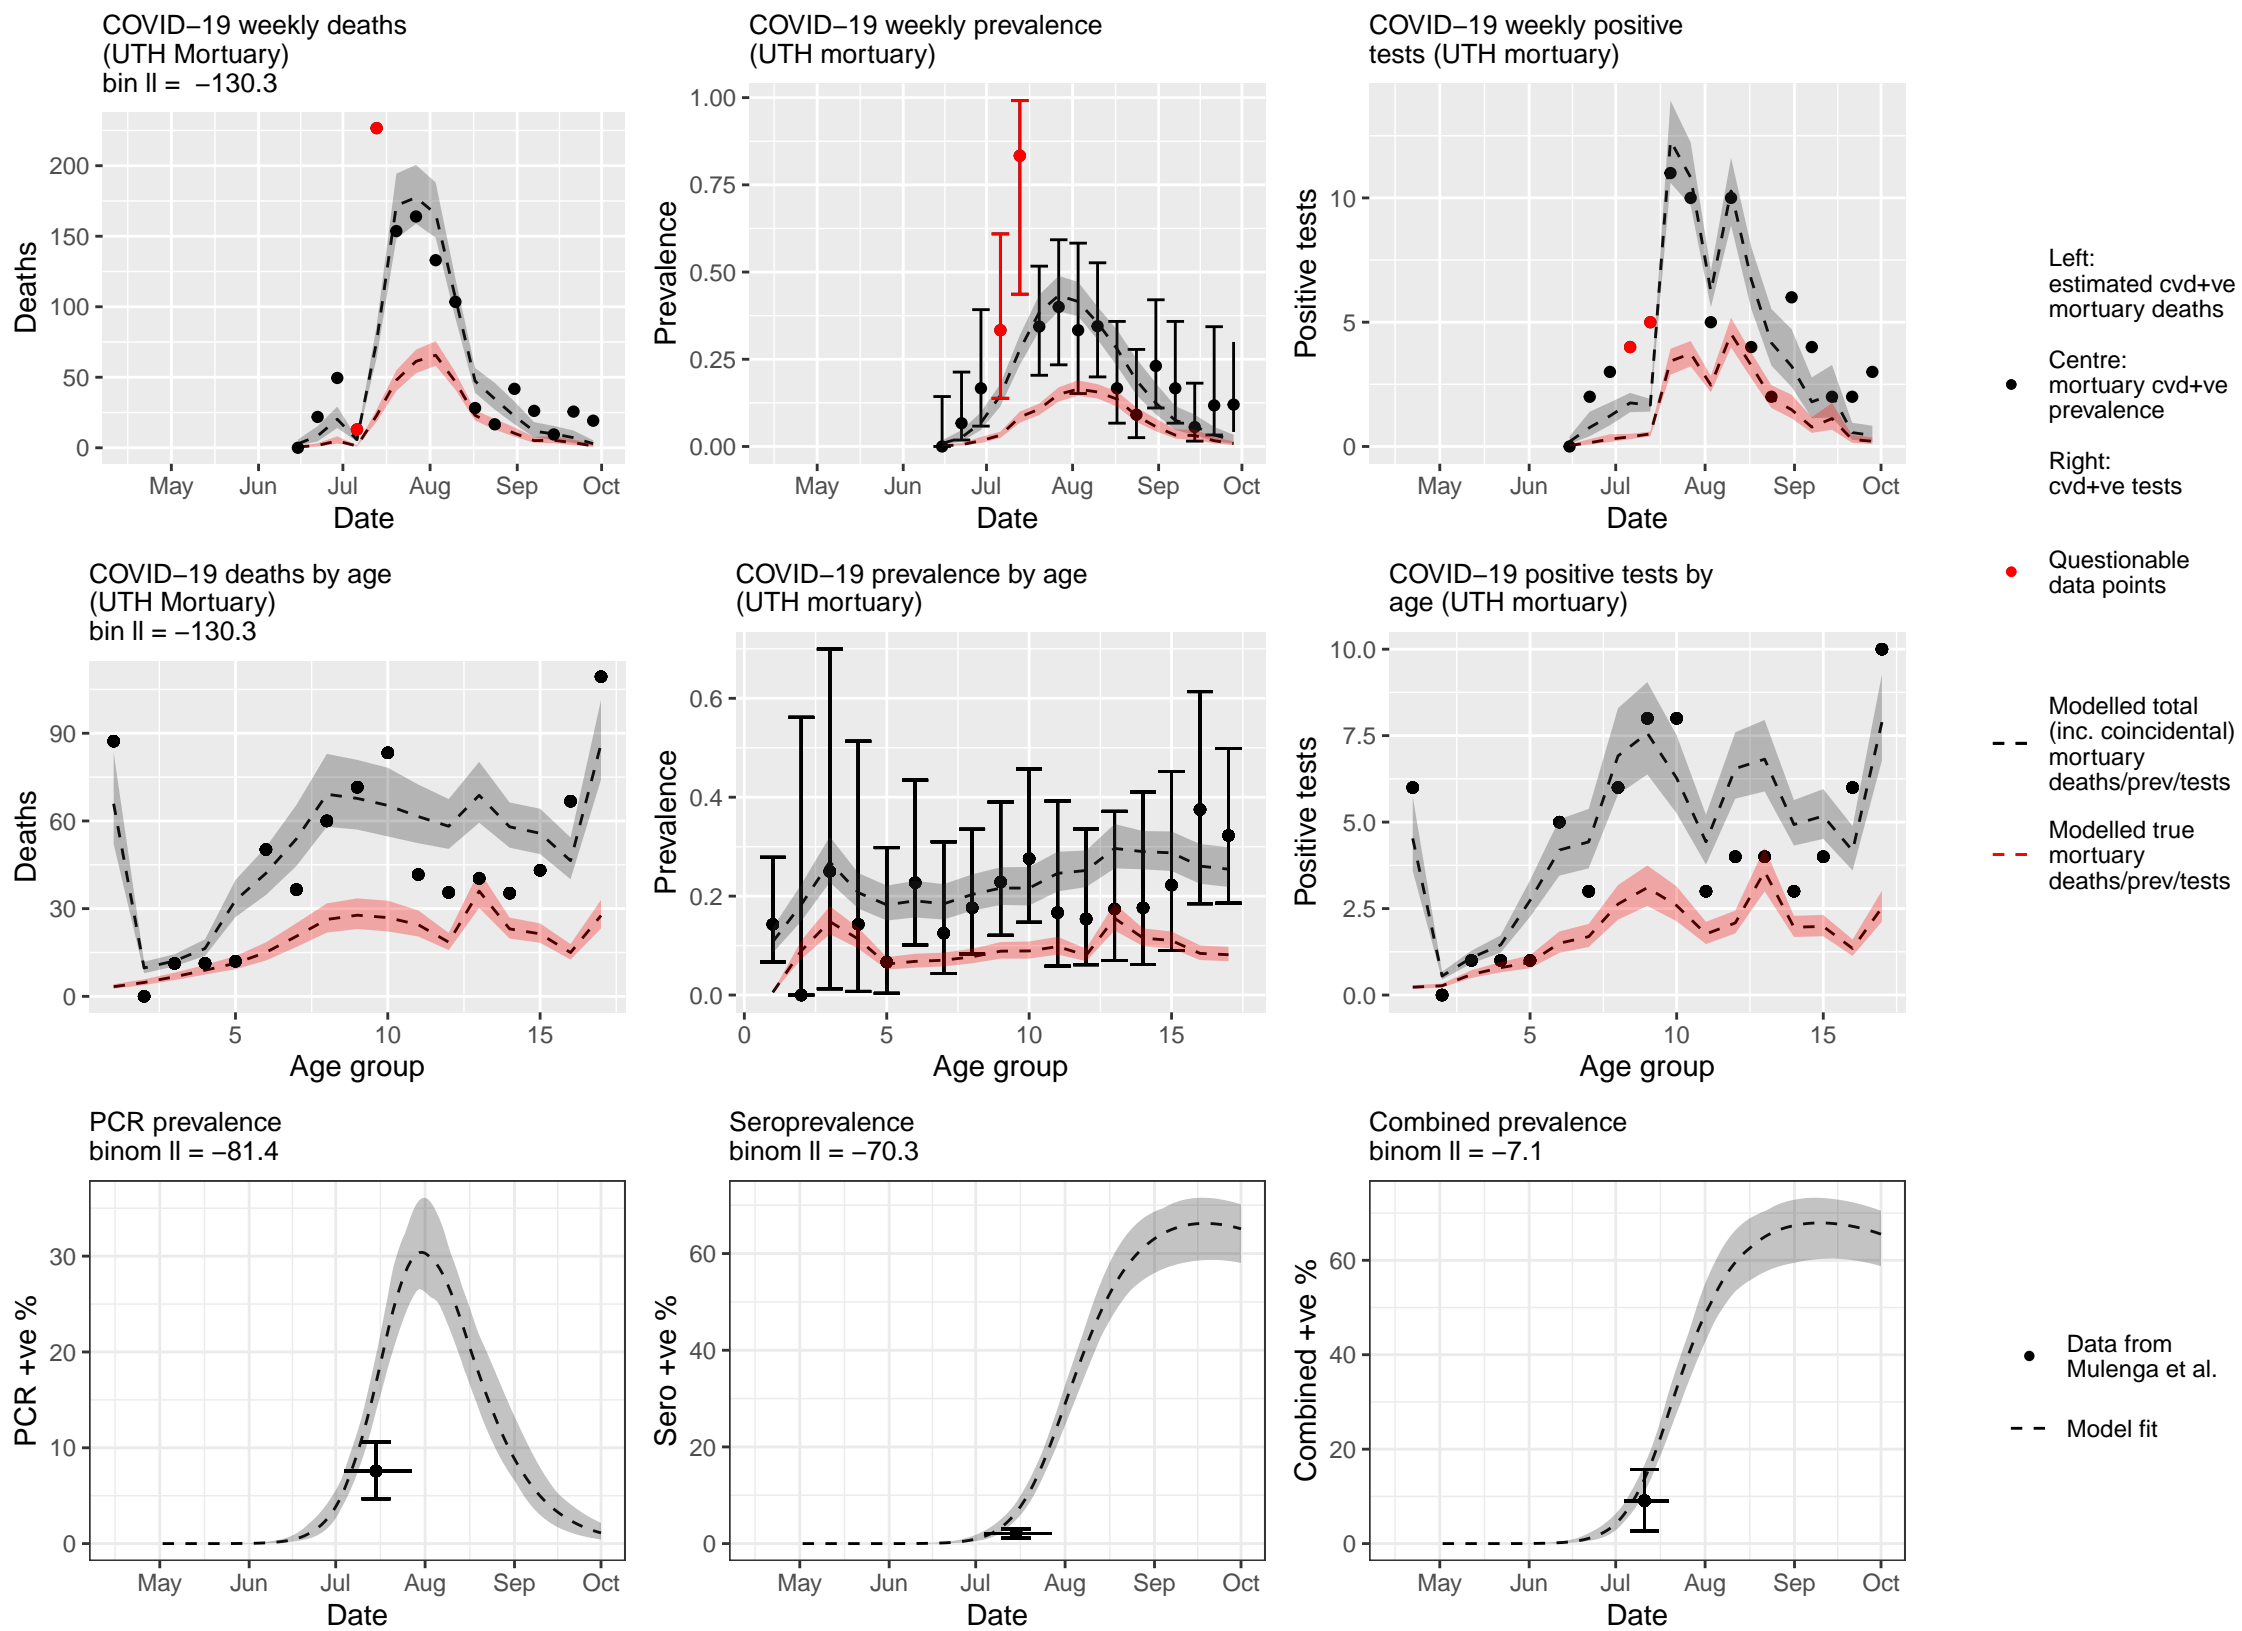 COVID−19 weekly deaths
(UTH Mortuary)
bin ll =  −130.3
Deaths
200
150
100
50
0
May Jun Jul Aug Sep Oct
Date
COVID−19 weekly prevalence
(UTH mortuary)
Prevalence
1.00
0.75
0.50
0.25
0.00
May Jun Jul Aug Sep Oct
Date
COVID−19 weekly positive
tests (UTH mortuary)
Positive tests
10
5
0
May Jun Jul Aug Sep Oct
Date
Left:
estimated cvd+ve
mortuary deaths
Centre:
mortuary cvd+ve
prevalence
Right:
cvd+ve tests
Questionable
data points
Modelled total
(inc. coincidental)
mortuary
deaths/prev/tests
Modelled true
mortuary
deaths/prev/tests
COVID−19 deaths by age
(UTH Mortuary)
bin ll = −130.3
Deaths
90
60
30
0
5 10 15
Age group
COVID−19 prevalence by age
(UTH mortuary)
Prevalence
0.6
0.4
0.2
0.0
0 5 10 15
Age group
COVID−19 positive tests by
age (UTH mortuary)
Positive tests
10.0
7.5
5.0
2.5
0.0
5 10 15
Age group
PCR prevalence
binom ll = −81.4
PCR +ve %
30
20
10
0
May Jun Jul Aug Sep Oct
Date
Seroprevalence
binom ll = −70.3
Sero +ve %
60
40
20
0
May Jun Jul Aug Sep Oct
Date
Combined prevalence
binom ll = −7.1
Combined +ve %
60
40
20
0
May Jun Jul Aug Sep Oct
Date
Data from
Mulenga et al.
Model fit